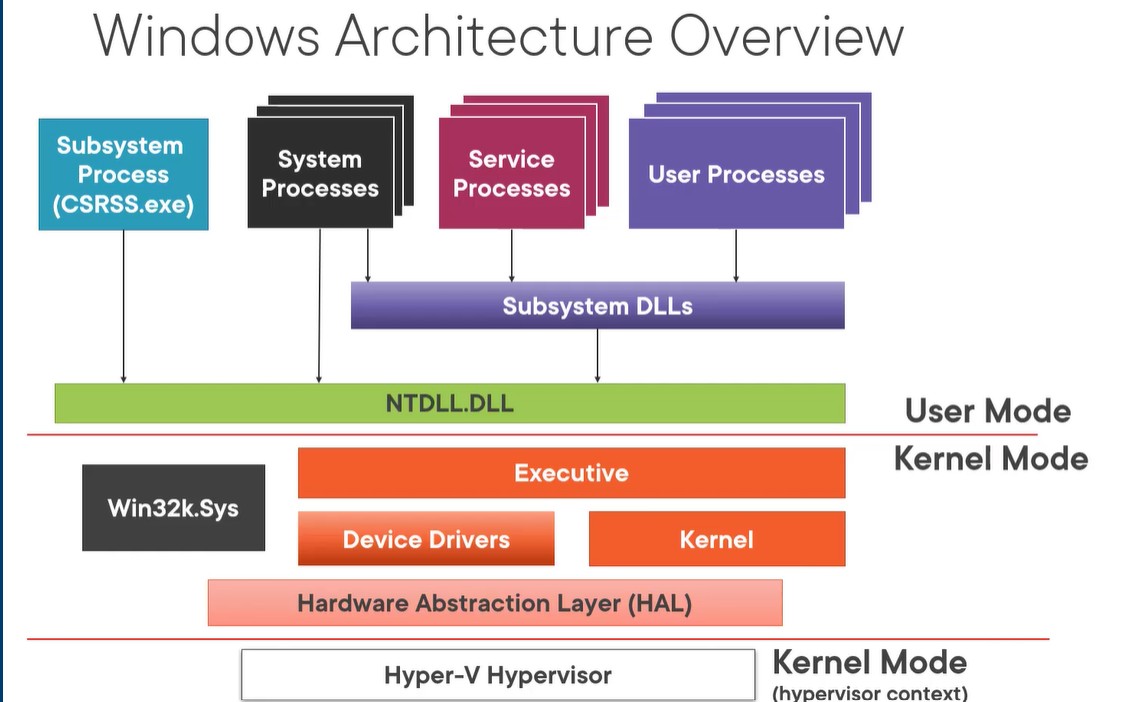 Windows Architecture Overview
Subsystem
Process
(CSRSS.exe)
System
Processes
Service
Processes
User Processes
Subsystem DLLs
NTDLL.DLL
User Mode
Kernel Mode
Executive
Win32k.Sys
Device Drivers
Kernel
Hardware Abstraction Layer (HAL)
Hyper-V Hypervisor
Kernel Mode
(hypervisor context)